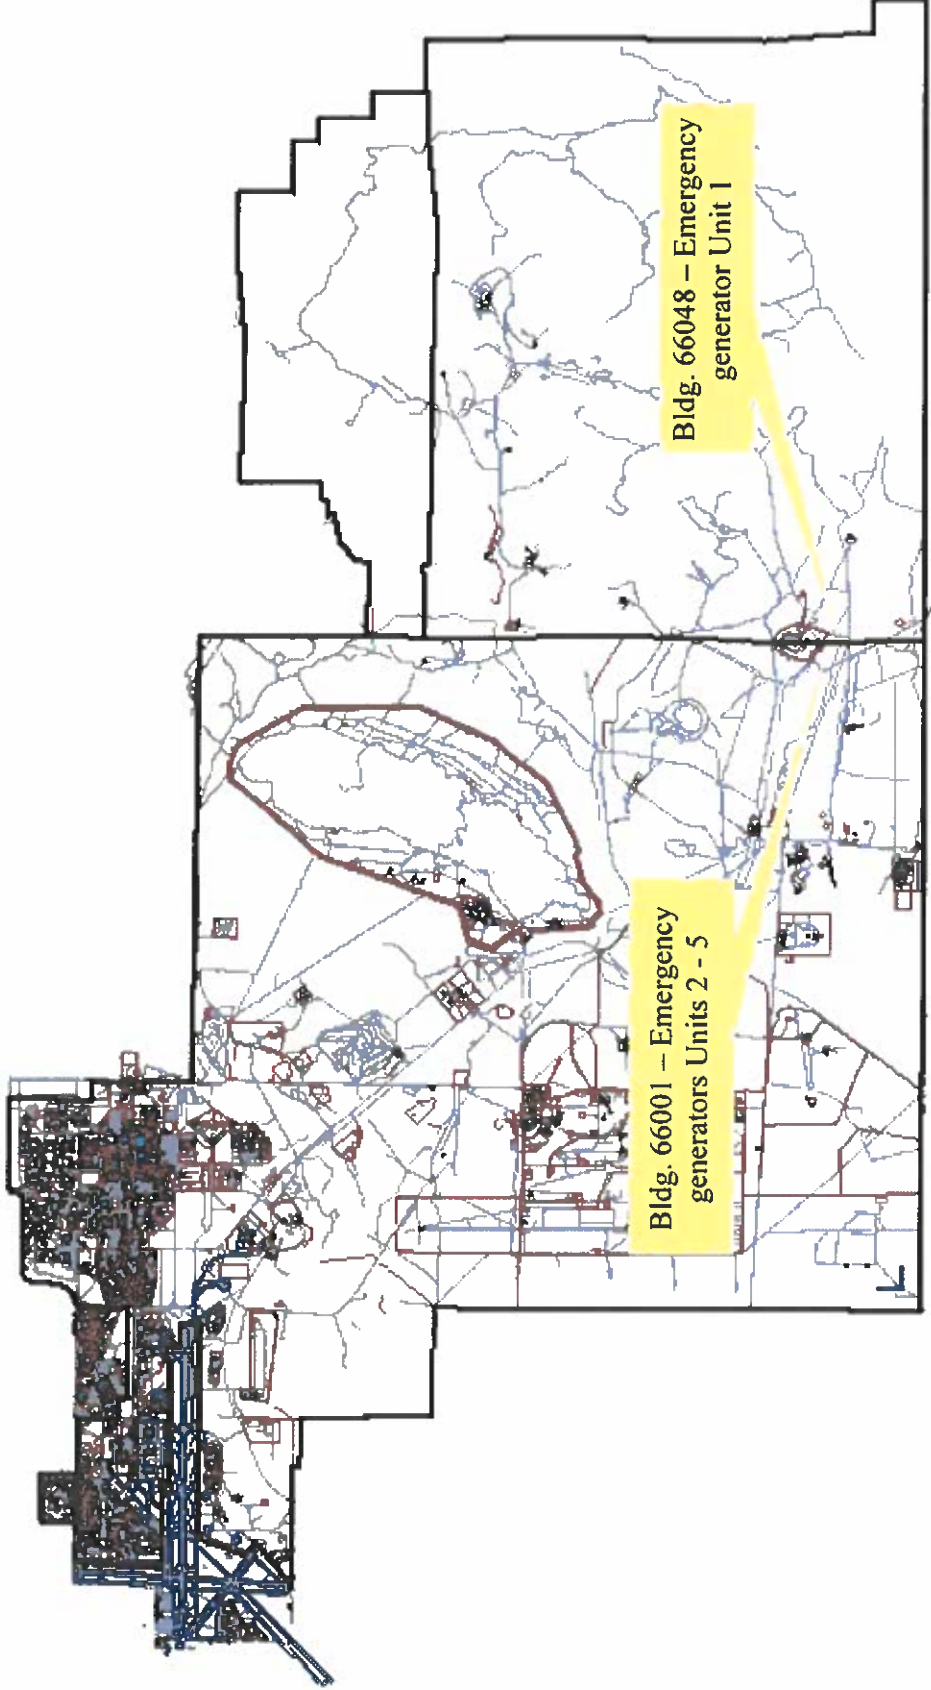 Bldg. 66048 – Emergency
generator Unit 1
Bldg. 66001 – Emergency
generators Units 2 - 5